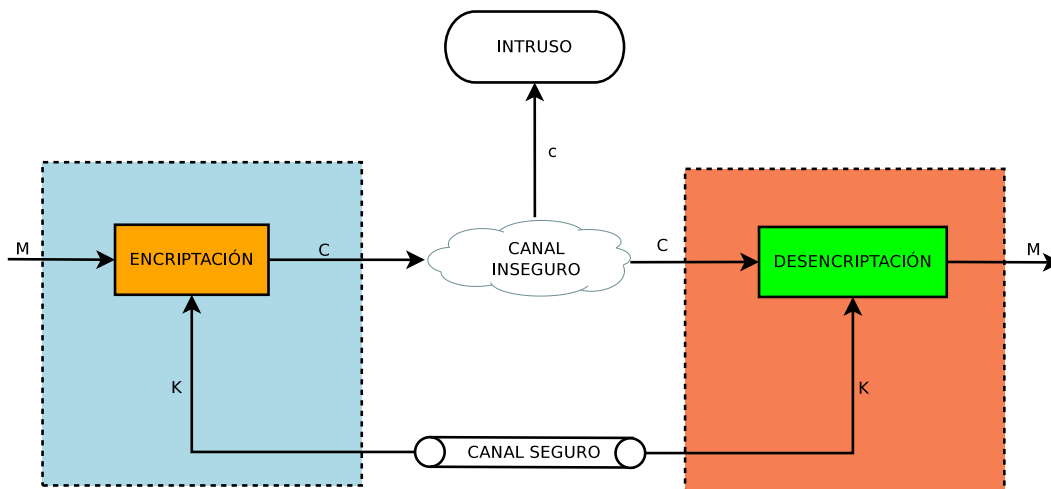 INTRUSO
c
M
ENCRIPTACIÓN
C
CANAL
INSEGURO
C
DESENCRIPTACIÓN
M
K
K
CANAL SEGURO